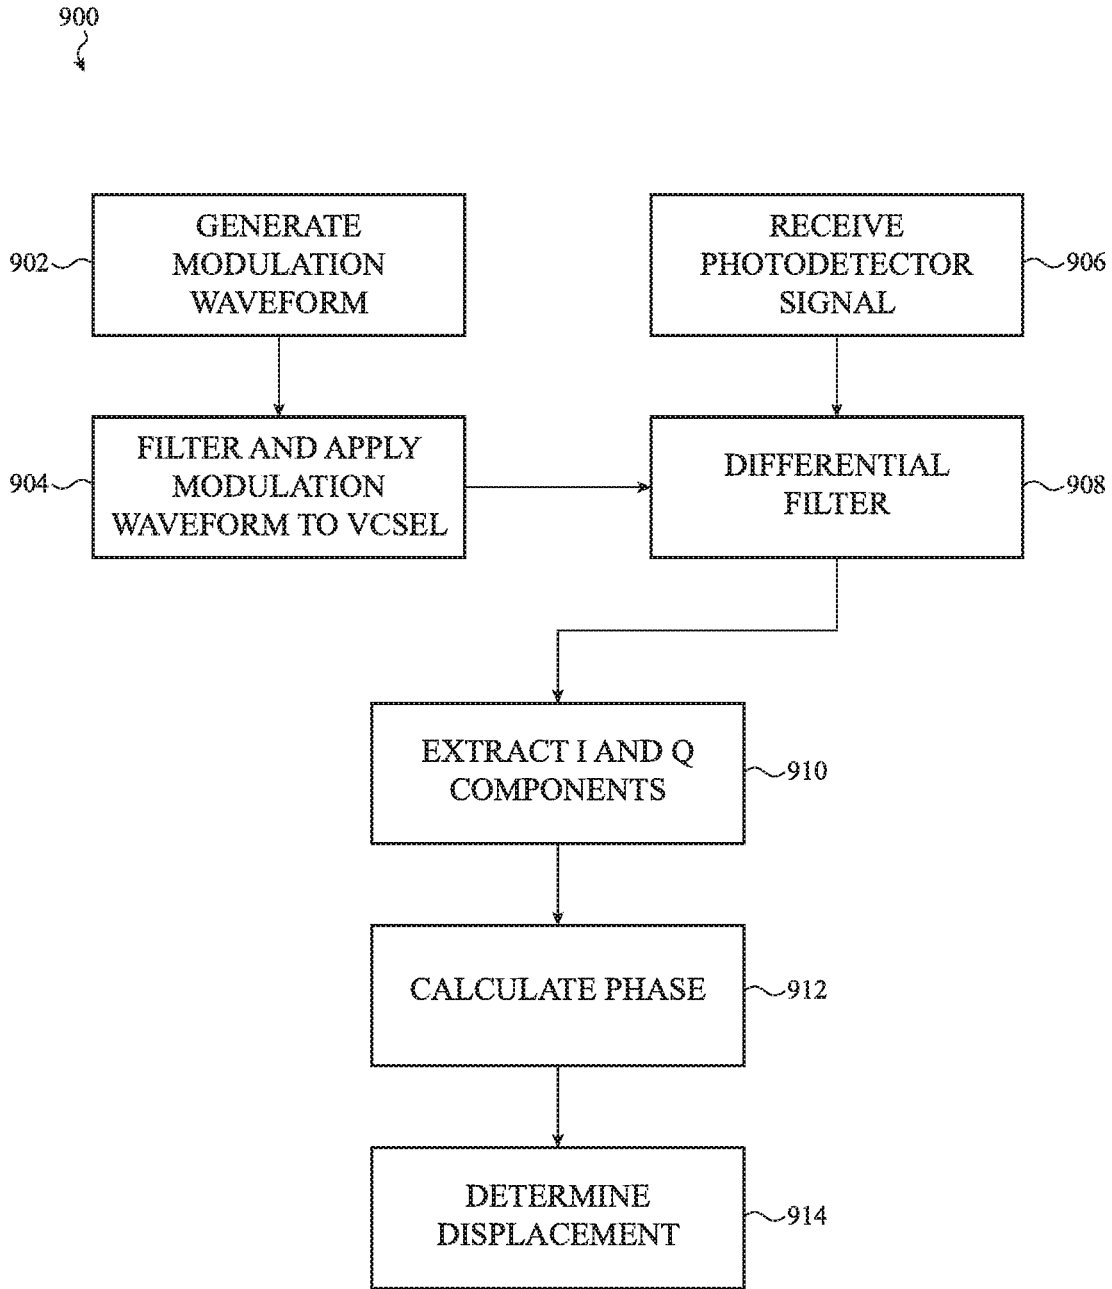 900
902
GENERATE
MODULATION
WAVEFORM
RECEIVE
PHOTODETECTOR
SIGNAL
906
904
FILTER AND APPLY
MODULATION
WAVEFORM TO VCSEL
DIFFERENTIAL
FILTER
908
EXTRACT I AND Q
COMPONENTS
910
CALCULATE PHASE
912
DETERMINE
DISPLACEMENT
914